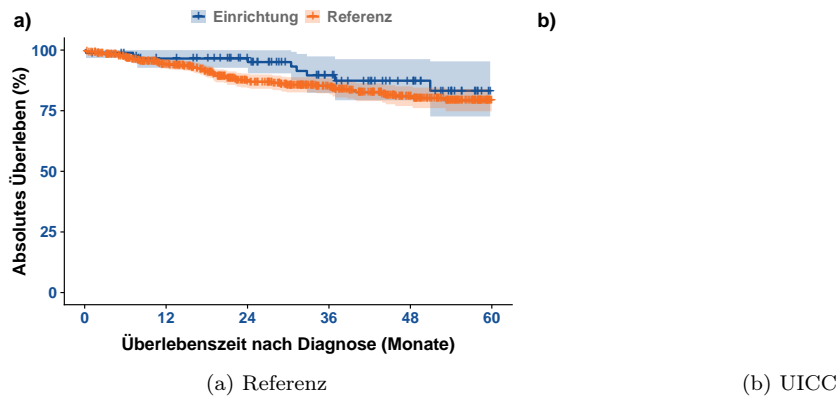 a)
Einrichtung Referenz
b)
Absolutes Überleben (%)
100
75
50
25
0
0 12 24 36 48 60
Überlebenszeit nach Diagnose (Monate)
(a) Referenz
(b) UICC